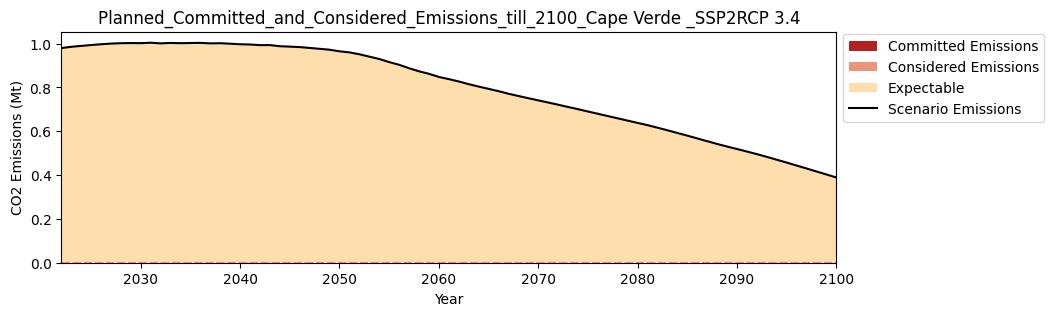 Planned_Committed_and_Considered_Emissions_till_2100_Cape Verde _SSP2RCP 3.4
Committed Emissions
Considered Emissions
Expectable
Scenario Emissions
CO2 Emissions (Mt)
1.0
0.8
0.6
0.4
0.2
0.0
2030 2040 2050 2060 2070 2080 2090 2100
Year